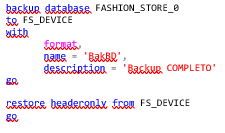 backup database FASHION_STORE_0
to FS_DEVICE
with
format,
name = 'BakBD',
description = 'Backup COMPLETO'
go
restore headeronly from FS_DEVICE
go